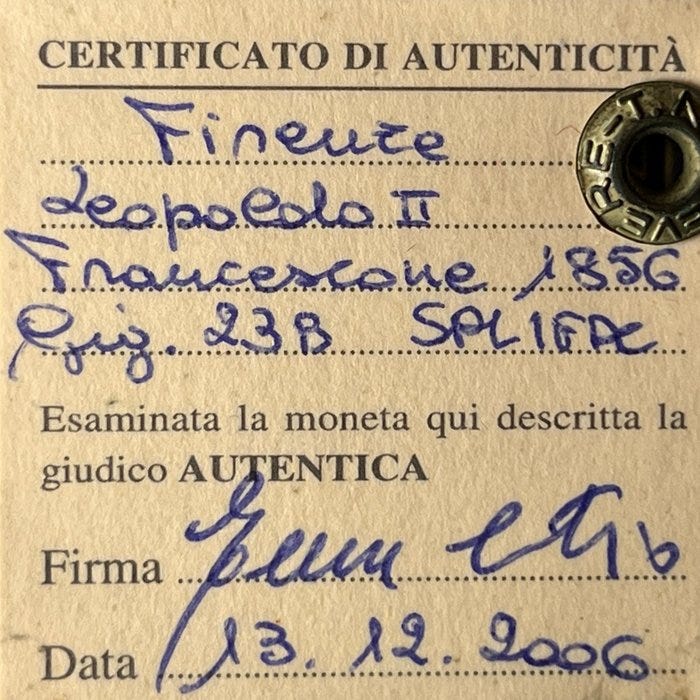 CERTIFICATO DI AUTENTICITÀ
Firenze
Leopoldo II
Francescone 1856
Gig. 23B SPL/FDC
Esaminata la moneta qui descritta la
giudico AUTENTICA
Firma
Data 13.12.2006